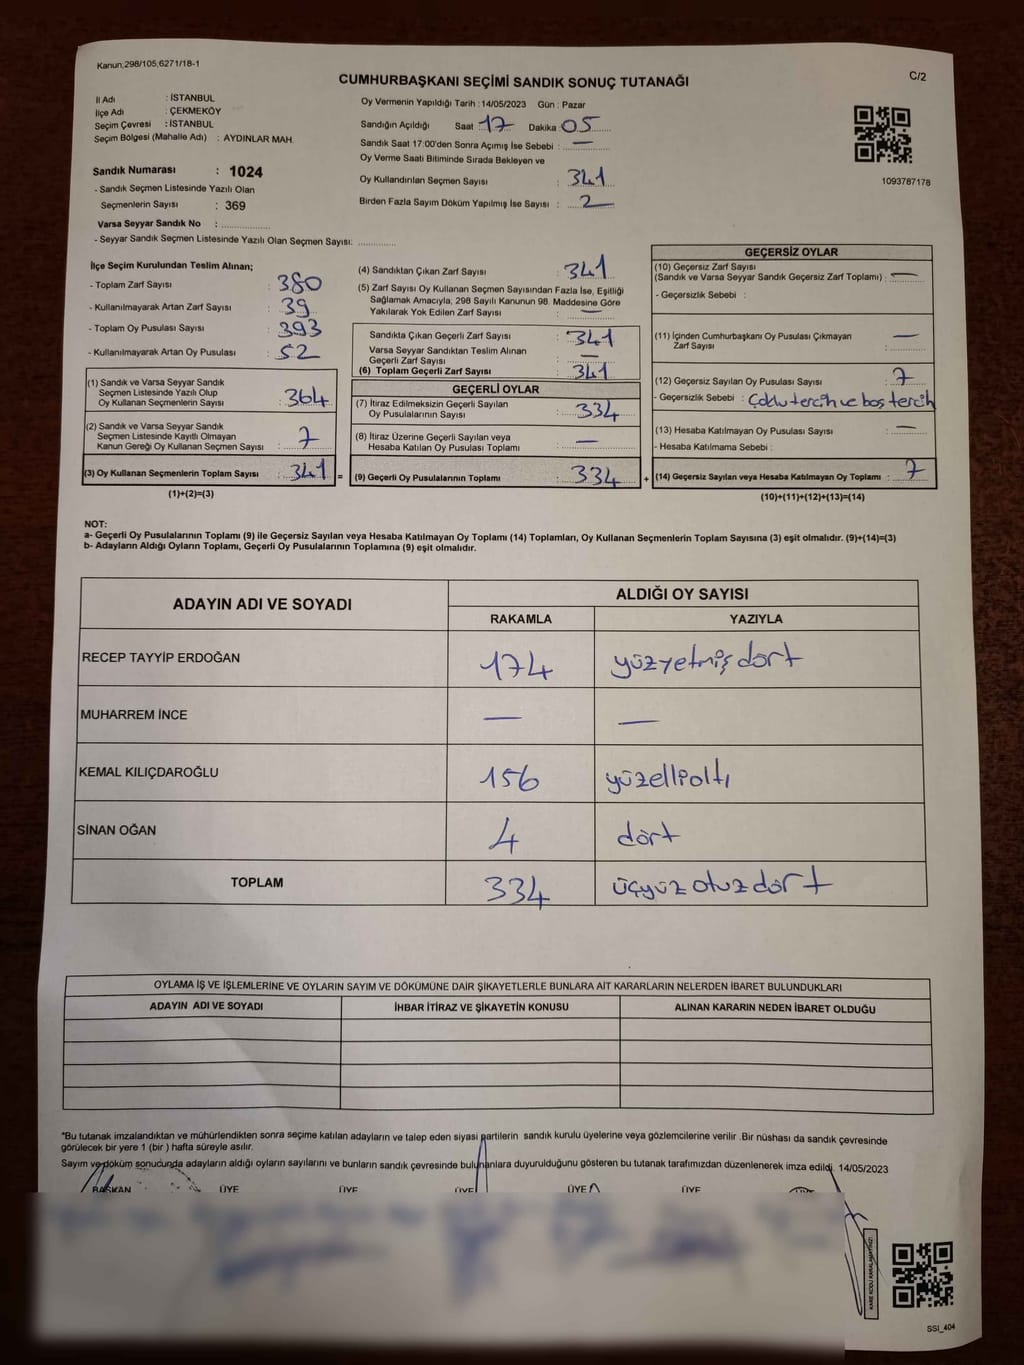 Kanun,298/105,6271/18-1
C/2
CUMHURBAŞKANI SEÇİMİ SANDIK SONUÇ TUTANAĞI
İl Adı : İSTANBUL
İlçe Adı : ÇEKMEKÖY
Seçim Çevresi : İSTANBUL
Seçim Bölgesi (Mahalle Adı) : AYDINLAR MAH.
Sandık Numarası : 1024
- Sandık Seçmen Listesinde Yazılı Olan
Seçmenlerin Sayısı : 369
Varsa Seyyar Sandık No :
- Seyyar Sandık Seçmen Listesinde Yazılı Olan Seçmen Sayısı:
Oy Vermenin Yapıldığı Tarih : 14/05/2023 Gün : Pazar
Sandığın Açıldığı Saat : 17 Dakika : 05
Sandık Saat 17:00'den Sonra Açımış İse Sebebi : —
Oy Verme Saati Bitiminde Sırada Bekleyen ve
Oy Kullandırılan Seçmen Sayısı : 341
Birden Fazla Sayım Döküm Yapılmış İse Sayısı : 2
1093787178
İlçe Seçim Kurulundan Teslim Alınan;
- Toplam Zarf Sayısı : 380
- Kullanılmayarak Artan Zarf Sayısı : 39
- Toplam Oy Pusulası Sayısı : 393
- Kullanılmayarak Artan Oy Pusulası : 52
(1) Sandık ve Varsa Seyyar Sandık
Seçmen Listesinde Yazılı Olup
Oy Kullanan Seçmenlerin Sayısı : 364
(2) Sandık ve Varsa Seyyar Sandık
Seçmen Listesinde Kayıtlı Olmayan
Kanun Gereği Oy Kullanan Seçmen Sayısı : 7
(3) Oy Kullanan Seçmenlerin Toplam Sayısı : 341 =
(1)+(2)=(3)
(4) Sandıktan Çıkan Zarf Sayısı : 341
(5) Zarf Sayısı Oy Kullanan Seçmen Sayısından Fazla İse, Eşitliği
Sağlamak Amacıyla, 298 Sayılı Kanunun 98. Maddesine Göre
Yakılarak Yok Edilen Zarf Sayısı : —
Sandıkta Çıkan Geçerli Zarf Sayısı : 341
Varsa Seyyar Sandıktan Teslim Alınan
Geçerli Zarf Sayısı : —
(6) Toplam Geçerli Zarf Sayısı : 341
GEÇERLİ OYLAR
(7) İtiraz Edilmeksizin Geçerli Sayılan
Oy Pusulalarının Sayısı : 334
(8) İtiraz Üzerine Geçerli Sayılan veya
Hesaba Katılan Oy Pusulası Toplamı : —
(9) Geçerli Oy Pusulalarının Toplamı : 334 +
GEÇERSİZ OYLAR
(10) Geçersiz Zarf Sayısı
(Sandık ve Varsa Seyyar Sandık Geçersiz Zarf Toplamı) : —
- Geçersizlik Sebebi :
(11) İçinden Cumhurbaşkanı Oy Pusulası Çıkmayan
Zarf Sayısı : —
(12) Geçersiz Sayılan Oy Pusulası Sayısı : 7
- Geçersizlik Sebebi : Çoklu tercih ve boş tercih
(13) Hesaba Katılmayan Oy Pusulası Sayısı : —
- Hesaba Katılmama Sebebi :
(14) Geçersiz Sayılan veya Hesaba Katılmayan Oy Toplamı : 7
(10)+(11)+(12)+(13)=(14)
NOT:
a- Geçerli Oy Pusulalarının Toplamı (9) ile Geçersiz Sayılan veya Hesaba Katılmayan Oy Toplamı (14) Toplamları, Oy Kullanan Seçmenlerin Toplam Sayısına (3) eşit olmalıdır. (9)+(14)=(3)
b- Adayların Aldığı Oyların Toplamı, Geçerli Oy Pusulalarının Toplamına (9) eşit olmalıdır.
ADAYIN ADI VE SOYADI ALDIĞI OY SAYISI
RAKAMLA YAZIYLA
RECEP TAYYİP ERDOĞAN 174 yüzyetmiş dört
MUHARREM İNCE — —
KEMAL KILIÇDAROĞLU 156 yüzellialtı
SİNAN OĞAN 4 dört
TOPLAM 334 üçyüz otuz dört
OYLAMA İŞ VE İŞLEMLERİNE VE OYLARIN SAYIM VE DÖKÜMÜNE DAİR ŞİKAYETLERLE BUNLARA AİT KARARLARIN NELERDEN İBARET BULUNDUKLARI
ADAYIN ADI VE SOYADI İHBAR İTİRAZ VE ŞİKAYETİN KONUSU ALINAN KARARIN NEDEN İBARET OLDUĞU
*Bu tutanak imzalandıktan ve mühürlendikten sonra seçime katılan adayların ve talep eden siyasi partilerin sandık kurulu üyelerine veya gözlemcilerine verilir .Bir nüshası da sandık çevresinde
görülecek bir yere 1 (bir ) hafta süreyle asılır.
Sayım ve döküm sonucunda adayların aldığı oyların sayılarını ve bunların sandık çevresinde bulunanlara duyurulduğunu gösteren bu tutanak tarafımızdan düzenlenerek imza edildi. 14/05/2023
BAŞKAN ÜYE ÜYE ÜYE ÜYE ÜYE
SSI_404